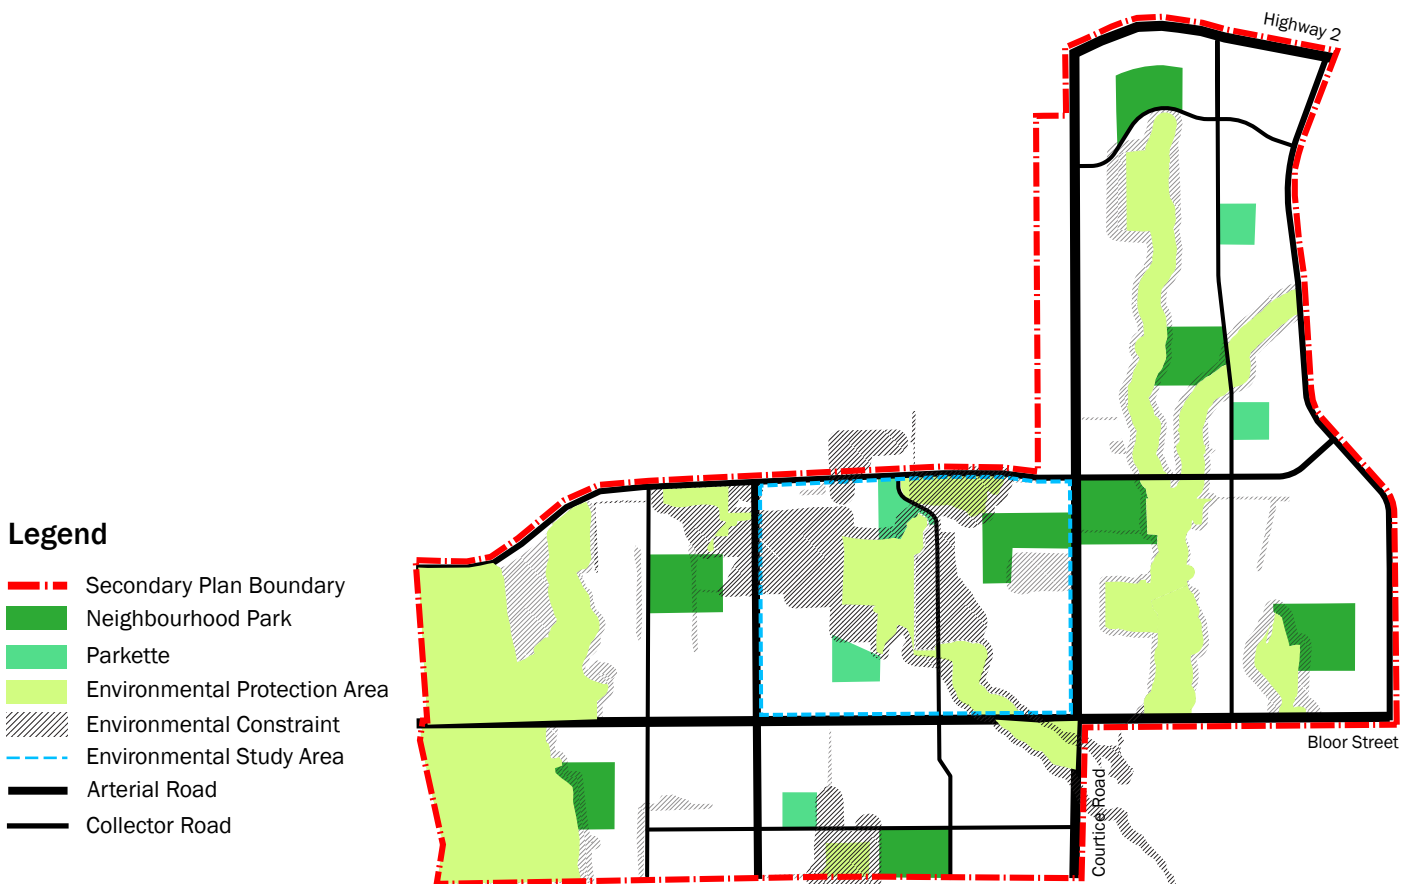 Highway 2
Legend
Secondary Plan Boundary
Neighbourhood Park
Parkette
Environmental Protection Area
Environmental Constraint
Environmental Study Area
Arterial Road
Collector Road
Bloor Street
Courtice Road